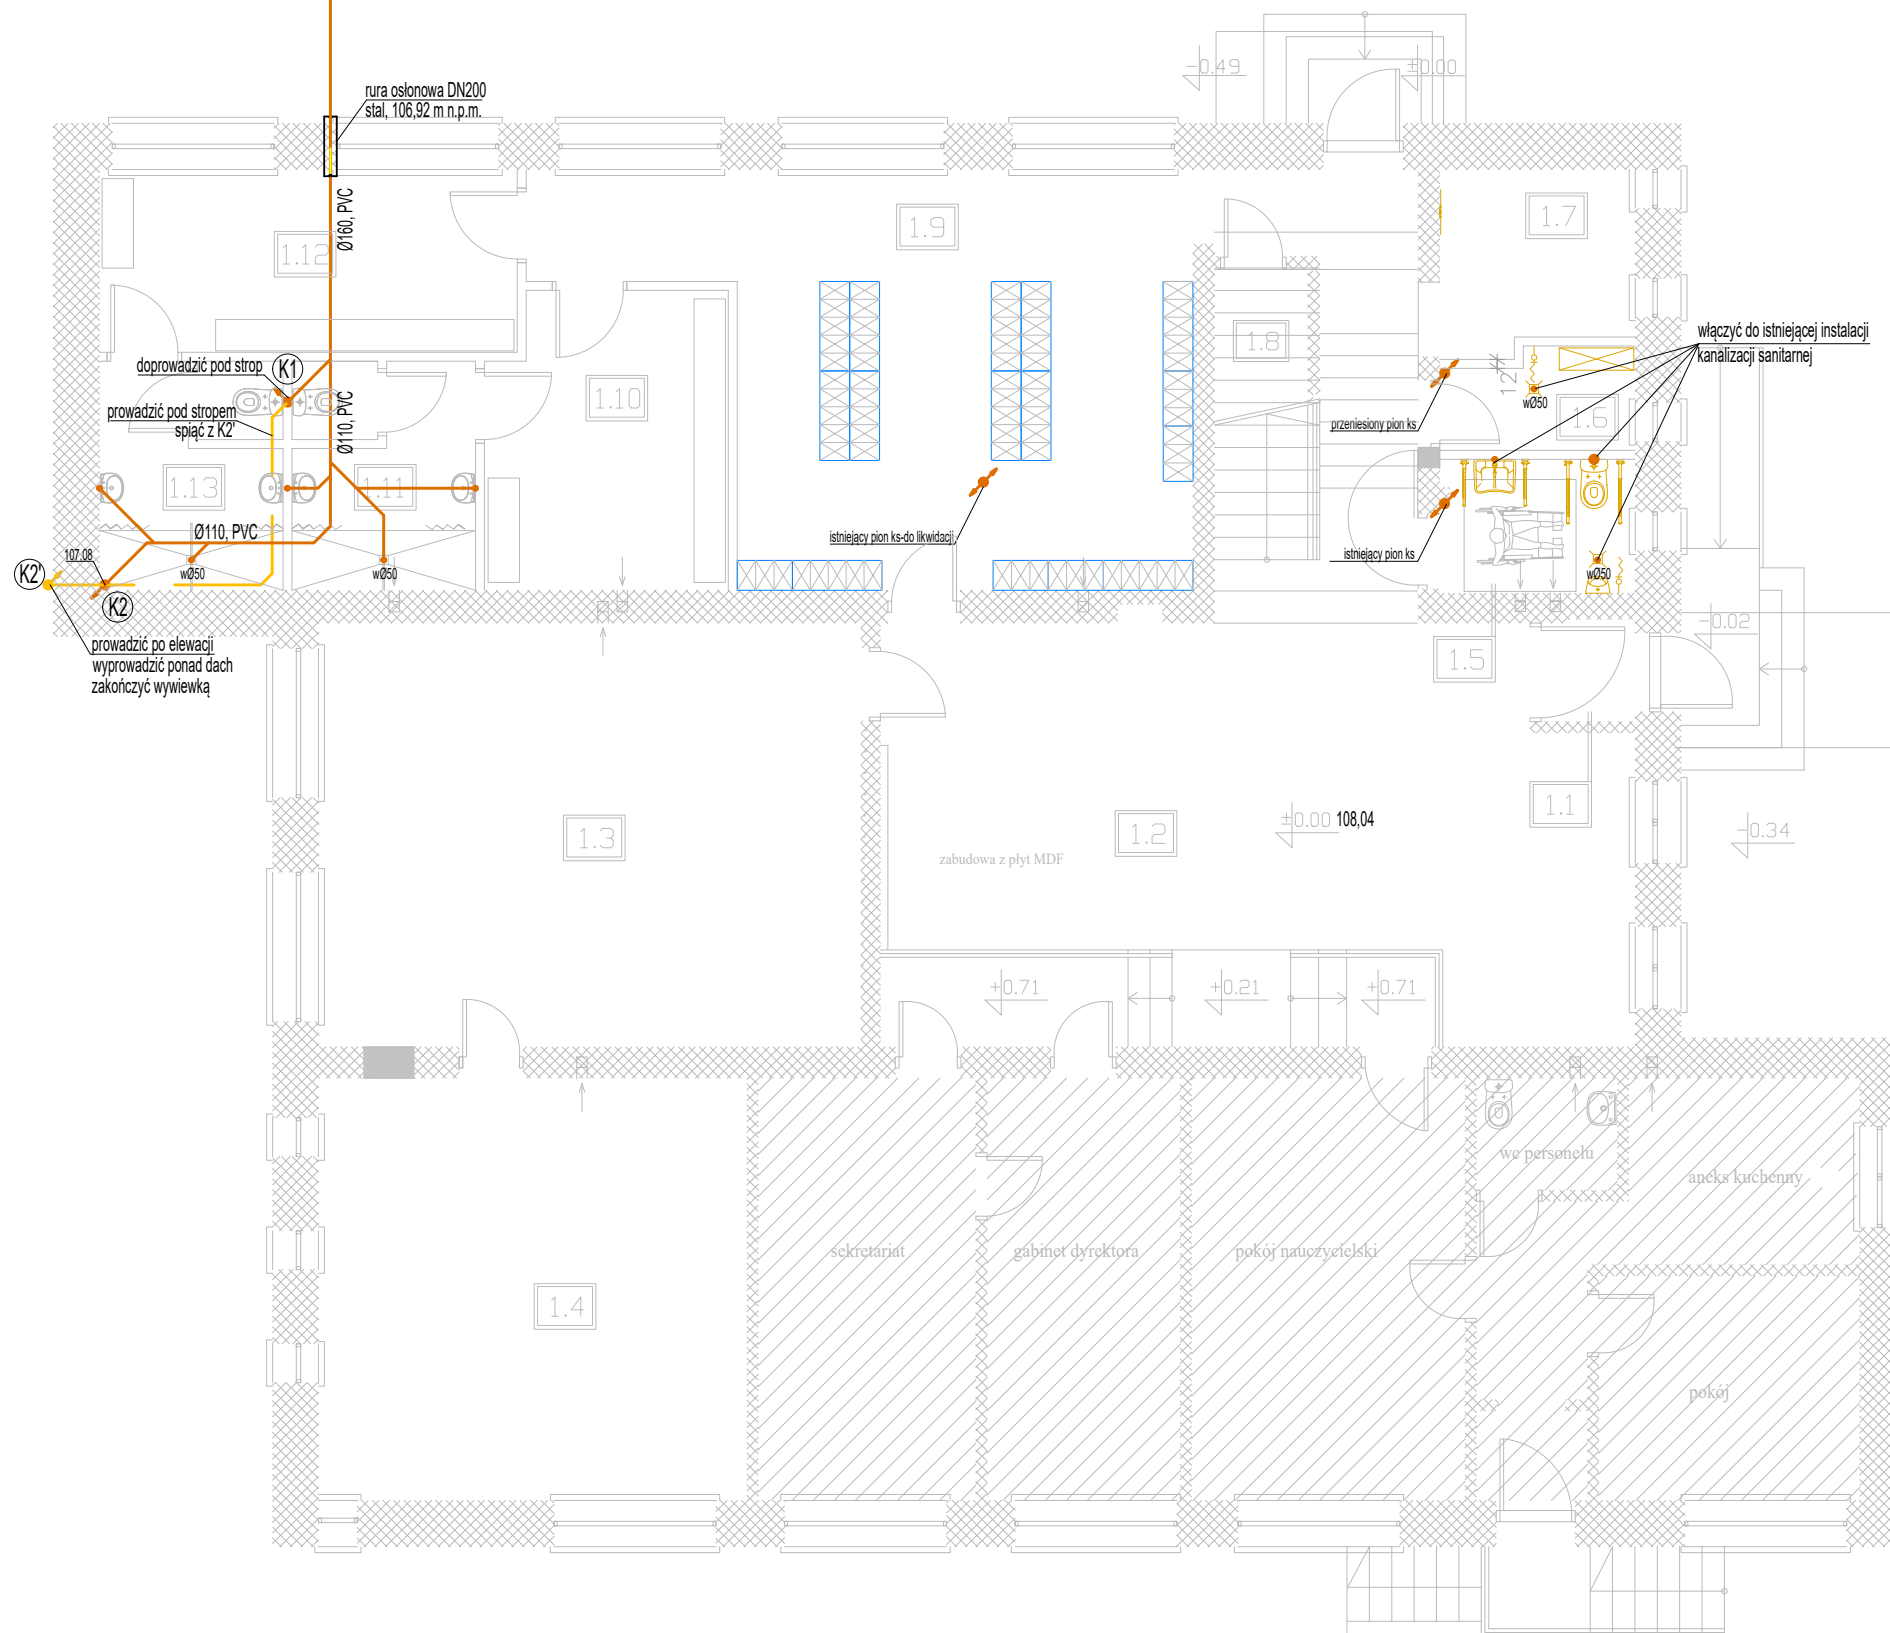 -0.49
±0.00
rura osłonowa DN200
stal, 106,92 m n.p.m.
Ø160, PVC
1.12
1.9
1.7
1.8
włączyć do istniejącej instalacji
kanalizacji sanitarnej
doprowadzić pod strop
K1
prowadzić pod stropem
spiąć z K2'
Ø110, PVC
1.10
12
wØ50
1.6
przeniesiony pion ks
1.13
1.11
Ø110, PVC
istniejący pion ks-do likwidacji
istniejący pion ks
107.08
K2'
wØ50
wØ50
wØ50
K2
prowadzić po elewacji
wyprowadzić ponad dach
zakończyć wywiewką
-0.02
1.5
1.3
1.2
±0.00 108,04
1.1
-0.34
zabudowa z płyt MDF
+0.71
+0.21
+0.71
wc personelu
aneks kuchenny
sekretariat
gabinet dyrektora
pokój nauczycielski
1.4
pokój